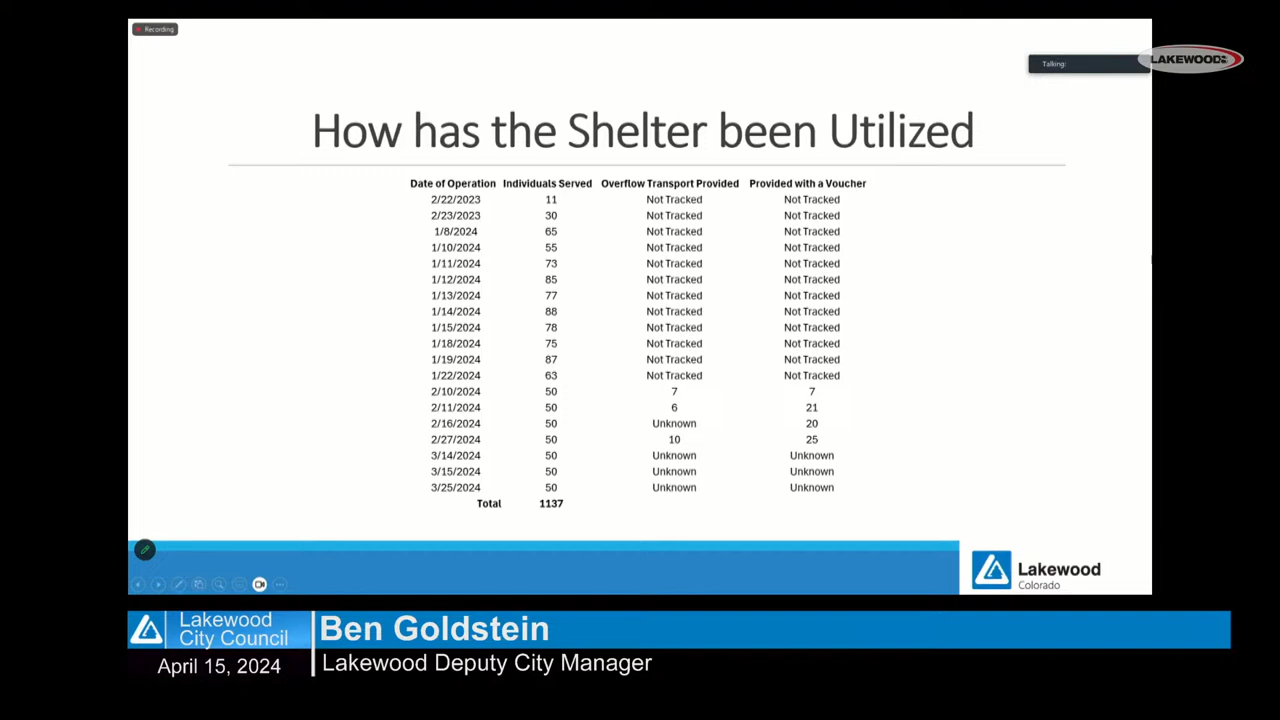 Recording
Talking:
LAKEWOOD
How has the Shelter been Utilized
Date of Operation Individuals Served Overflow Transport Provided Provided with a Voucher
2/22/2023 11 Not Tracked Not Tracked
2/23/2023 30 Not Tracked Not Tracked
1/8/2024 65 Not Tracked Not Tracked
1/10/2024 55 Not Tracked Not Tracked
1/11/2024 73 Not Tracked Not Tracked
1/12/2024 85 Not Tracked Not Tracked
1/13/2024 77 Not Tracked Not Tracked
1/14/2024 88 Not Tracked Not Tracked
1/15/2024 78 Not Tracked Not Tracked
1/18/2024 75 Not Tracked Not Tracked
1/19/2024 87 Not Tracked Not Tracked
1/22/2024 63 Not Tracked Not Tracked
2/10/2024 50 7 7
2/11/2024 50 6 21
2/16/2024 50 Unknown 20
2/27/2024 50 10 25
3/14/2024 50 Unknown Unknown
3/15/2024 50 Unknown Unknown
3/25/2024 50 Unknown Unknown
Total 1137
Lakewood
Colorado
Lakewood
City Council
April 15, 2024
Ben Goldstein
Lakewood Deputy City Manager